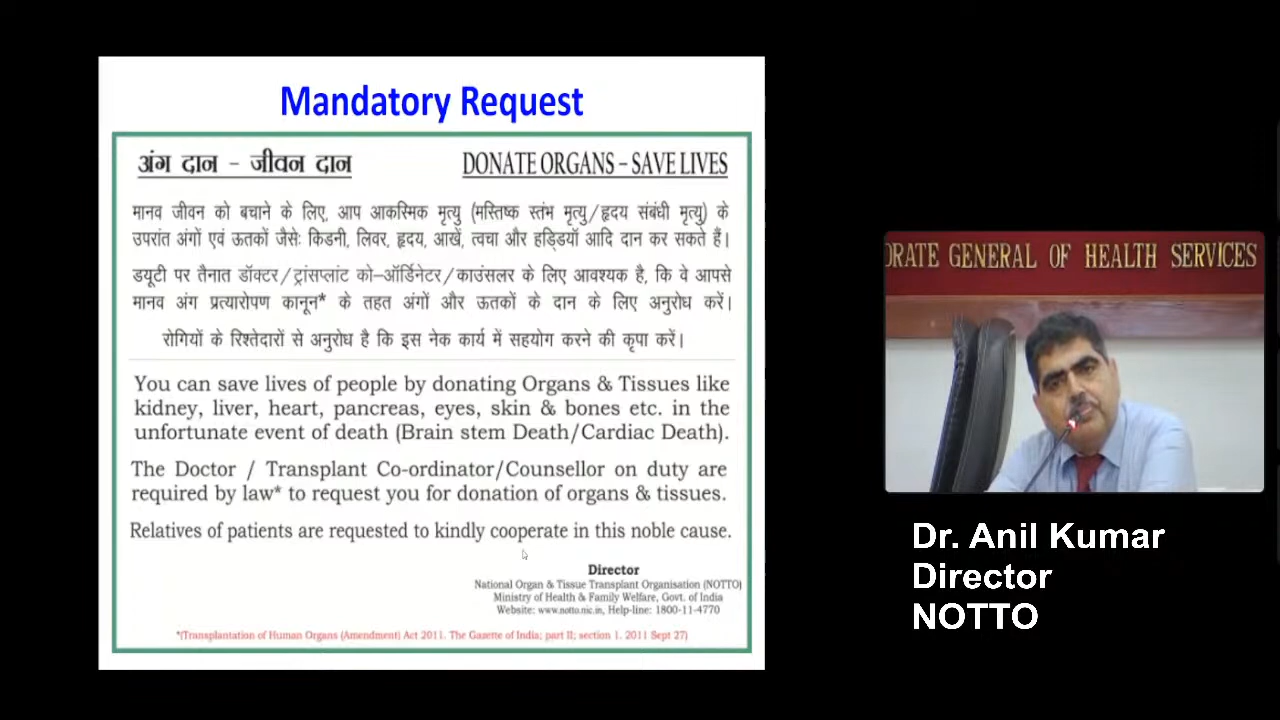 Mandatory Request
अंग दान – जीवन दान
DONATE ORGANS – SAVE LIVES
मानव जीवन को बचाने के लिए, आप आकस्मिक मृत्यु (मस्तिष्क स्तंभ मृत्यु/हृदय संबंधी मृत्यु) के
उपरांत अंगों एवं ऊतकों जैसेः किडनी, लिवर, हृदय, आखें, त्वचा और हड्डियॉ आदि दान कर सकते हैं।
डयूटी पर तैनात डॉक्टर/ट्रांसप्लांट को–ऑर्डिनेटर/काउंसलर के लिए आवश्यक है, कि वे आपसे
मानव अंग प्रत्यारोपण कानून* के तहत अंगों और ऊतकों के दान के लिए अनुरोध करें।
रोगियों के रिश्तेदारों से अनुरोध है कि इस नेक कार्य में सहयोग करने की कृपा करें।
You can save lives of people by donating Organs & Tissues like
kidney, liver, heart, pancreas, eyes, skin & bones etc. in the
unfortunate event of death (Brain stem Death/Cardiac Death).
The Doctor / Transplant Co-ordinator/Counsellor on duty are
required by law* to request you for donation of organs & tissues.
Relatives of patients are requested to kindly cooperate in this noble cause.
Director
National Organ & Tissue Transplant Organisation (NOTTO)
Ministry of Health & Family Welfare, Govt. of India
Website: www.notto.nic.in, Help-line: 1800-11-4770
*(Transplantation of Human Organs (Amendment) Act 2011. The Gazette of India; part II; section 1. 2011 Sept 27)
ORATE GENERAL OF HEALTH SERVICES
Dr. Anil Kumar
Director
NOTTO